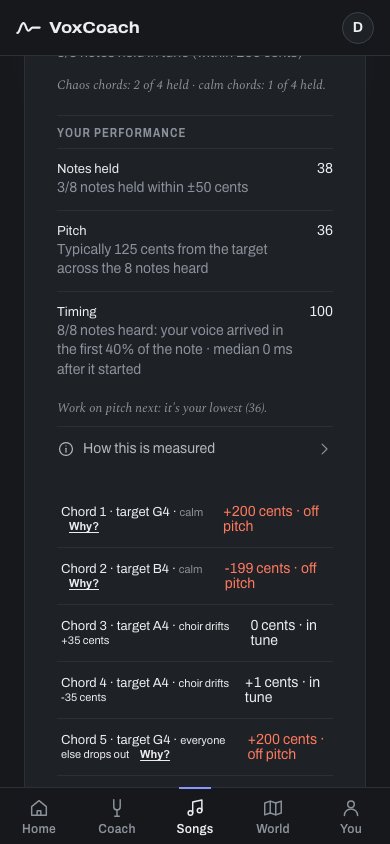 VoxCoach
D
Chaos chords: 2 of 4 held · calm chords: 1 of 4 held.
YOUR PERFORMANCE
Notes held 38
3/8 notes held within ±50 cents
Pitch 36
Typically 125 cents from the target
across the 8 notes heard
Timing 100
8/8 notes heard: your voice arrived in
the first 40% of the note · median 0 ms
after it started
Work on pitch next: it's your lowest (36).
How this is measured
Chord 1 · target G4 · calm +200 cents · off
Why? pitch
Chord 2 · target B4 · calm -199 cents · off
Why? pitch
Chord 3 · target A4 · choir drifts 0 cents · in
+35 cents tune
Chord 4 · target A4 · choir drifts +1 cents · in
-35 cents tune
Chord 5 · target G4 · everyone +200 cents ·
else drops out Why? off pitch
Home Coach Songs World You